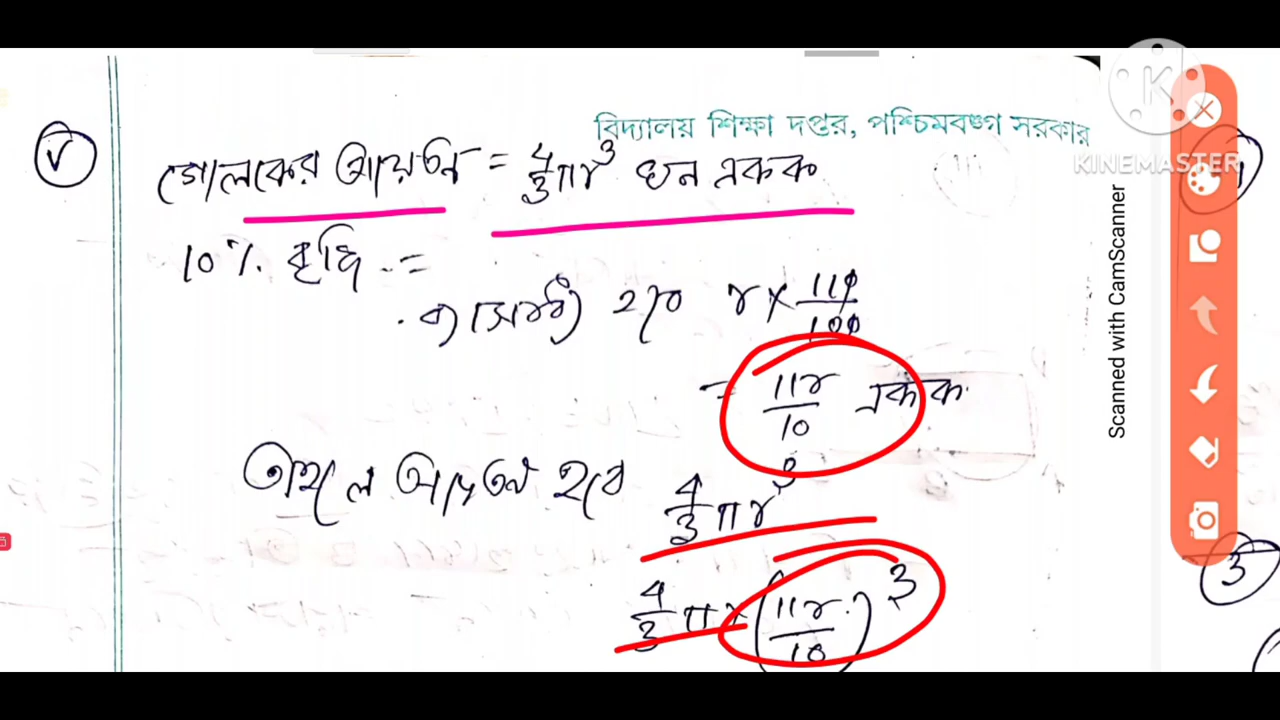 বিদ্যালয় শিক্ষা দপ্তর, পশ্চিমবঙ্গ সরকার
KINEMASTER
v
গোলকের আয়তন = 4/3 πr³ ঘন একক
10% বৃদ্ধি =
ব্যাসার্ধ হবে r × 110/100
= 11r/10 একক
তাহলে আয়তন হবে 4/3 πr³
4/3 π × (11r/10)³
Scanned with CamScanner
3